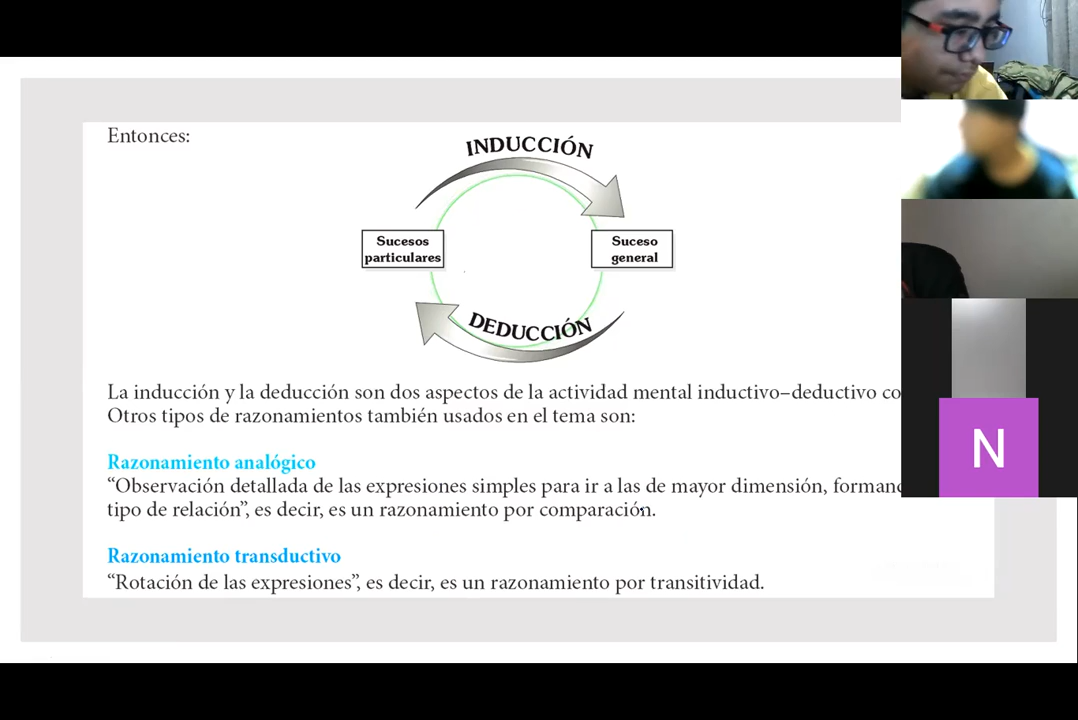 Entonces:
INDUCCIÓN
Sucesos
particulares
Suceso
general
DEDUCCIÓN
La inducción y la deducción son dos aspectos de la actividad mental inductivo–deductivo
Otros tipos de razonamientos también usados en el tema son:
Razonamiento analógico
“Observación detallada de las expresiones simples para ir a las de mayor dimensión,
tipo de relación”, es decir, es un razonamiento por comparación.
Razonamiento transductivo
“Rotación de las expresiones”, es decir, es un razonamiento por transitividad.
N